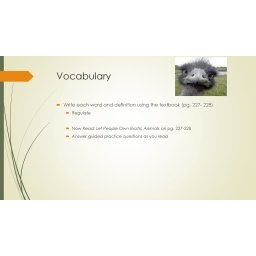 Vocabulary
Write each word and definition using the textbook (pg. 227- 228)
Regulate
Now Read Let People Own Exotic Animals on pg. 227-228
Answer guided practice questions as you read